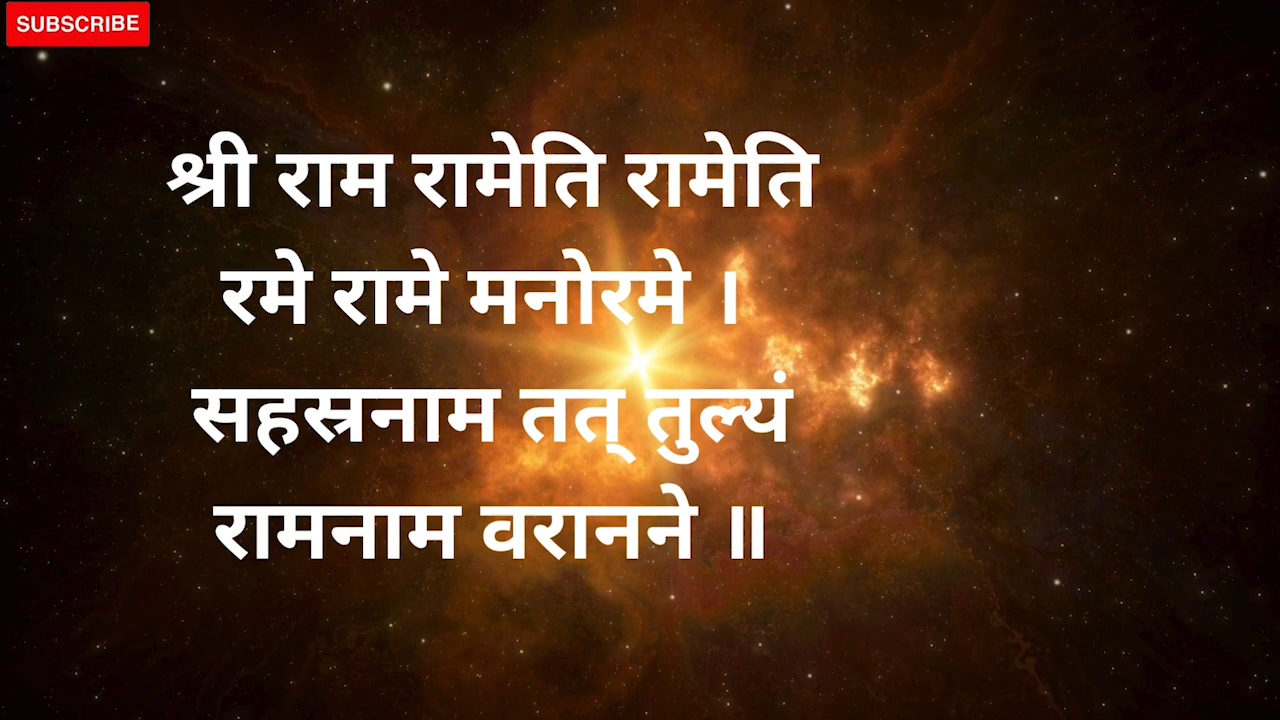 SUBSCRIBE
श्री राम रामेति रामेति
रमे रामे मनोरमे ।
सहस्रनाम तत् तुल्यं
रामनाम वरानने ॥